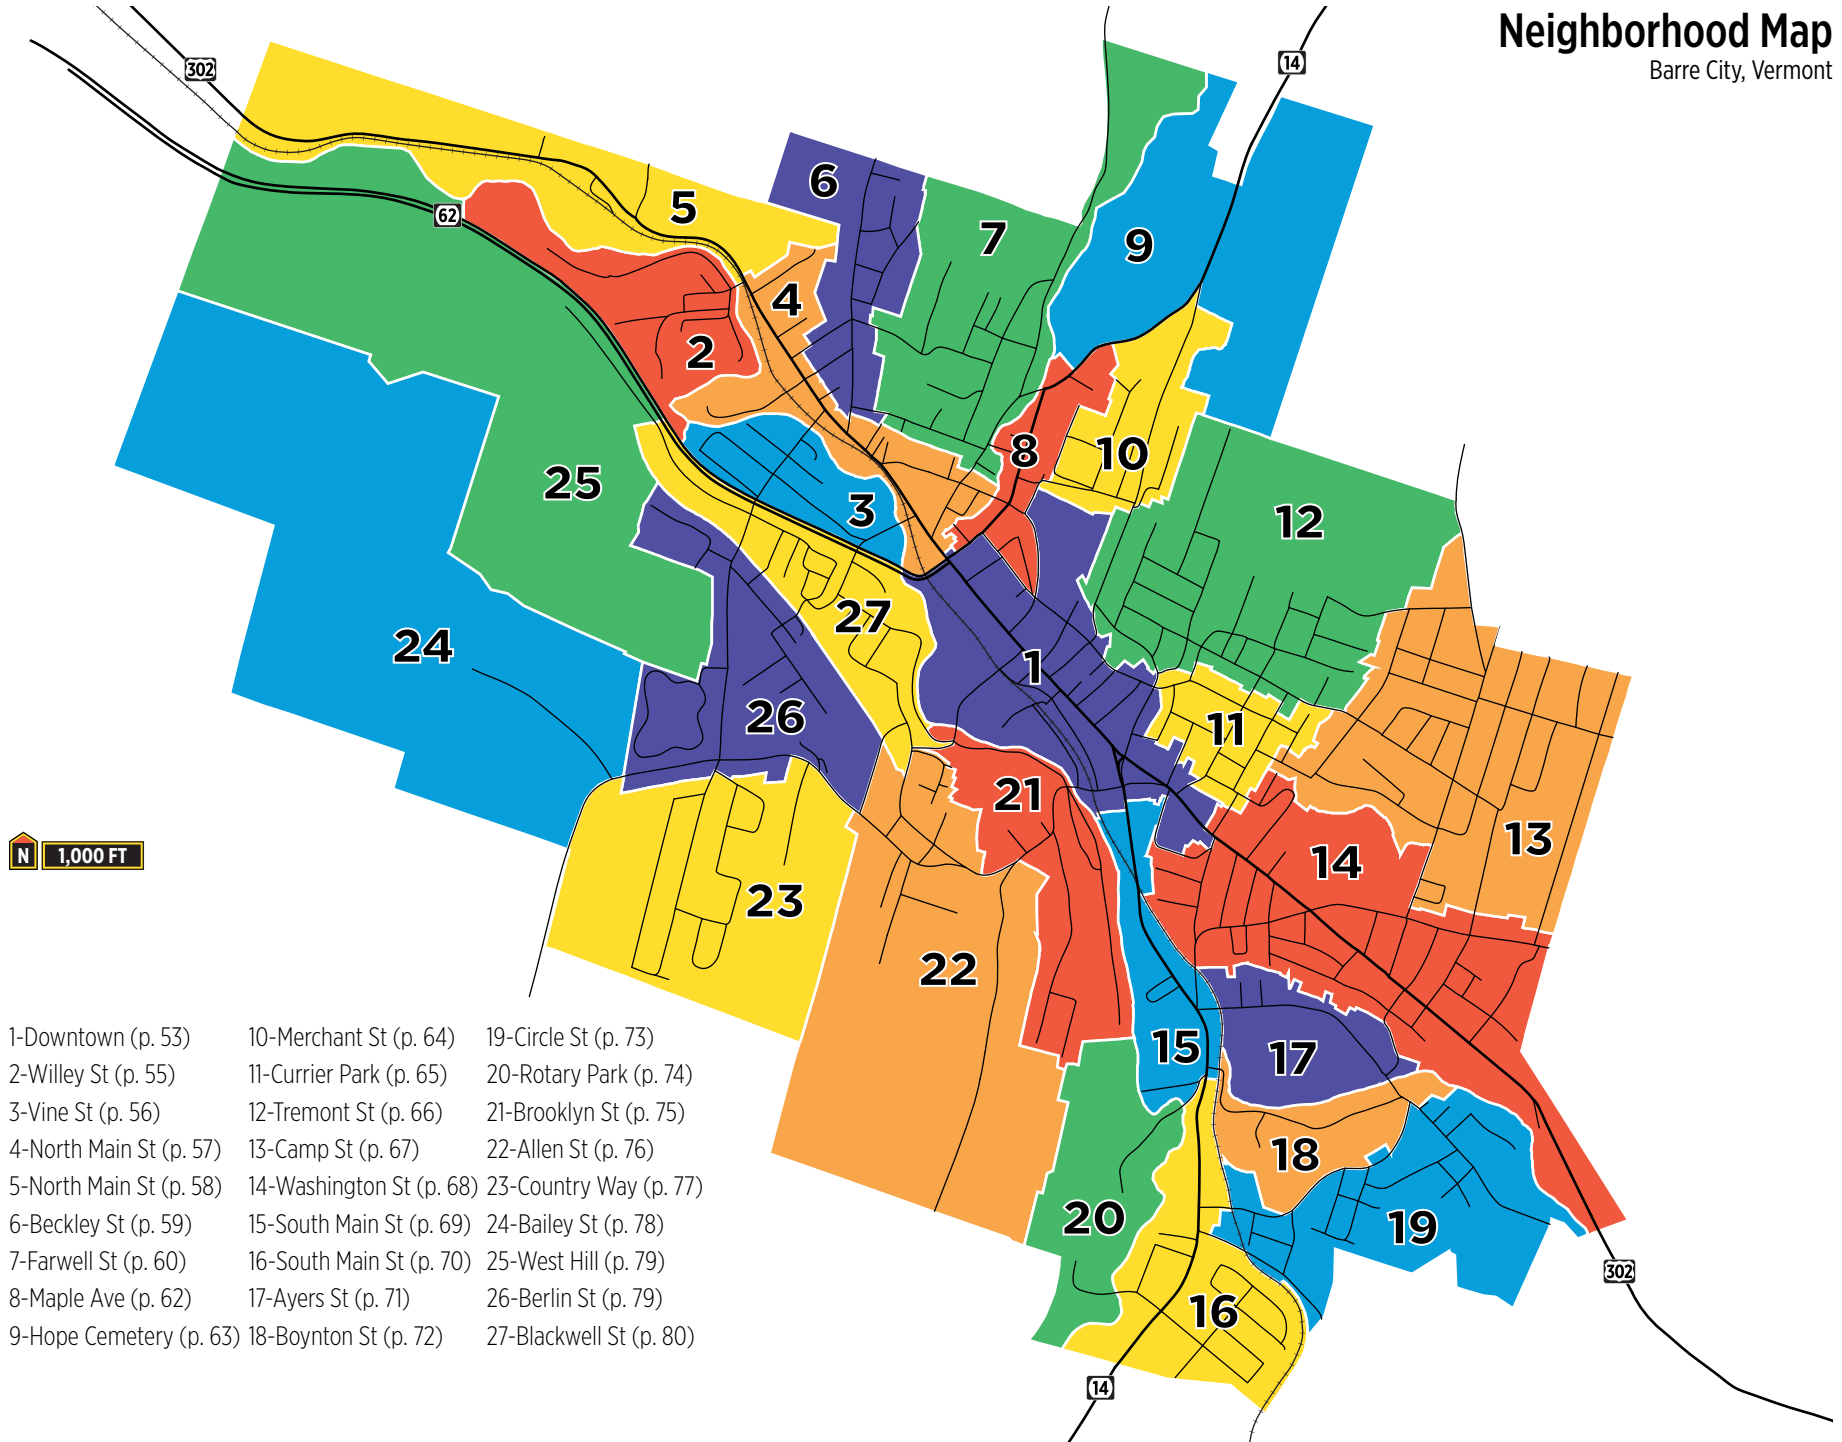 Neighborhood Map
Barre City, Vermont
302
14
62
6
5
7
9
4
2
8
10
25
3
12
27
24
1
26
11
21
13
14
N
1,000 FT
23
22
15
17
18
20
19
16
302
14
1-Downtown (p. 53)
2-Willey St (p. 55)
3-Vine St (p. 56)
4-North Main St (p. 57)
5-North Main St (p. 58)
6-Beckley St (p. 59)
7-Farwell St (p. 60)
8-Maple Ave (p. 62)
9-Hope Cemetery (p. 63)
10-Merchant St (p. 64)
11-Currier Park (p. 65)
12-Tremont St (p. 66)
13-Camp St (p. 67)
14-Washington St (p. 68)
15-South Main St (p. 69)
16-South Main St (p. 70)
17-Ayers St (p. 71)
18-Boynton St (p. 72)
19-Circle St (p. 73)
20-Rotary Park (p. 74)
21-Brooklyn St (p. 75)
22-Allen St (p. 76)
23-Country Way (p. 77)
24-Bailey St (p. 78)
25-West Hill (p. 79)
26-Berlin St (p. 79)
27-Blackwell St (p. 80)